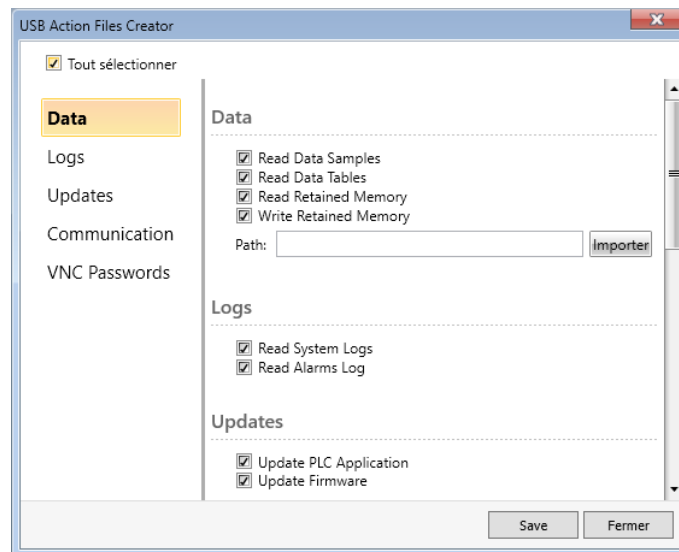 USB Action Files Creator
Tout sélectionner
Data
Logs
Updates
Communication
VNC Passwords
Data
Read Data Samples
Read Data Tables
Read Retained Memory
Write Retained Memory
Path: Importer
Logs
Read System Logs
Read Alarms Log
Updates
Update PLC Application
Update Firmware
Save Fermer